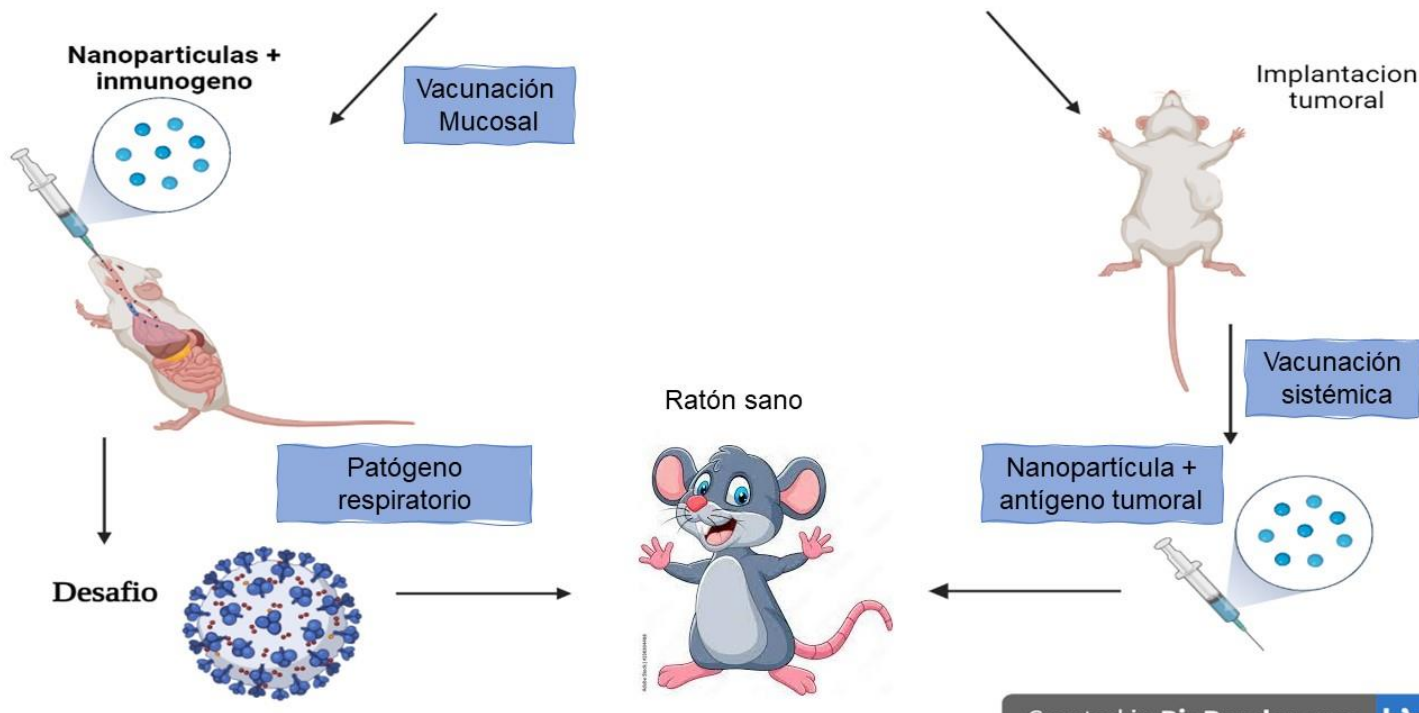 Nanoparticulas +
inmunogeno
Vacunación
Mucosal
Implantacion
tumoral
Vacunación
sistémica
Ratón sano
Patógeno
respiratorio
Nanopartícula +
antígeno tumoral
Desafio